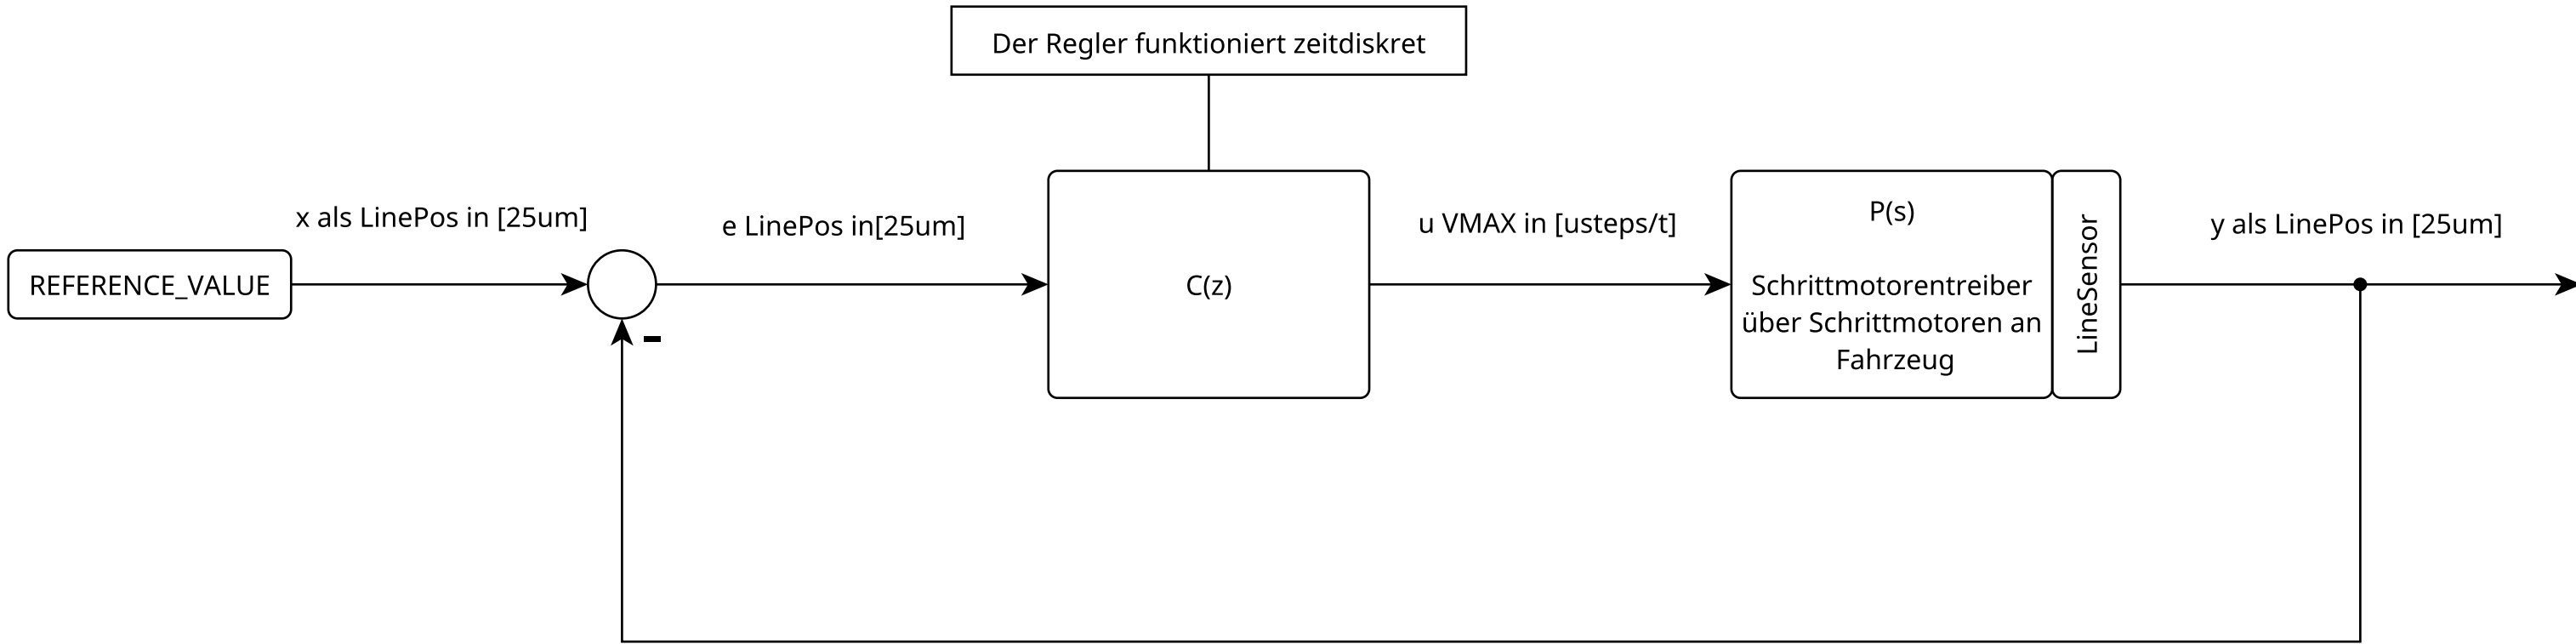 Der Regler funktioniert zeitdiskret
REFERENCE_VALUE
x als LinePos in [25um]
-
e LinePos in[25um]
C(z)
u VMAX in [usteps/t]
P(s)
Schrittmotorentreiber
über Schrittmotoren an
Fahrzeug
LineSensor
y als LinePos in [25um]